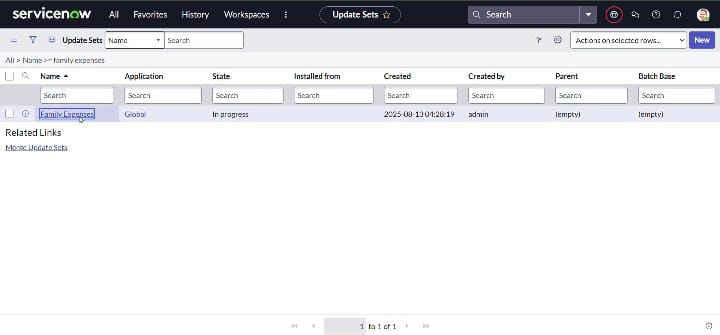 servicenow All Favorites History Workspaces Update Sets Search
Update Sets Name Search Actions on selected rows... New
All > Name >= family expenses
Name Application State Installed from Created Created by Parent Batch Base
Search Search Search Search Search Search Search Search
Family Expenses Global In progress 2025-08-13 04:28:19 admin (empty) (empty)
Related Links
Merge Update Sets
1 to 1 of 1